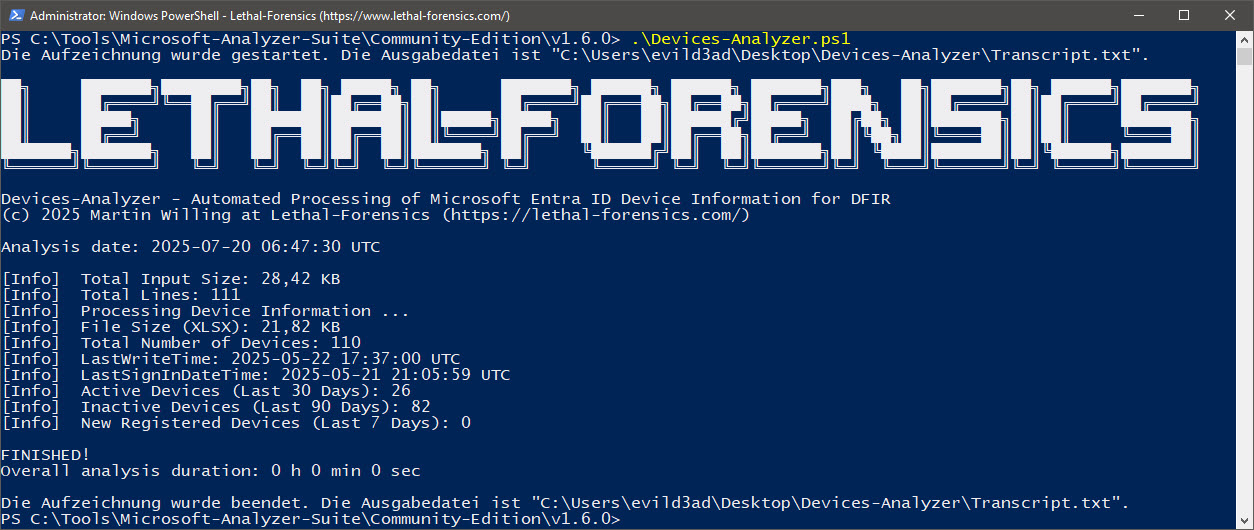 Administrator: Windows PowerShell - Lethal-Forensics (https://www.lethal-forensics.com/)
PS C:\Tools\Microsoft-Analyzer-Suite\Community-Edition\v1.6.0> .\Devices-Analyzer.ps1
Die Aufzeichnung wurde gestartet. Die Ausgabedatei ist "C:\Users\evild3ad\Desktop\Devices-Analyzer\Transcript.txt".
LETHAL-FORENSICS
Devices-Analyzer - Automated Processing of Microsoft Entra ID Device Information for DFIR
(c) 2025 Martin Willing at Lethal-Forensics (https://lethal-forensics.com/)
Analysis date: 2025-07-20 06:47:30 UTC
[Info]  Total Input Size: 28,42 KB
[Info]  Total Lines: 111
[Info]  Processing Device Information ...
[Info]  File Size (XLSX): 21,82 KB
[Info]  Total Number of Devices: 110
[Info]  LastWriteTime: 2025-05-22 17:37:00 UTC
[Info]  LastSignInDateTime: 2025-05-21 21:05:59 UTC
[Info]  Active Devices (Last 30 Days): 26
[Info]  Inactive Devices (Last 90 Days): 82
[Info]  New Registered Devices (Last 7 Days): 0
FINISHED!
Overall analysis duration: 0 h 0 min 0 sec
Die Aufzeichnung wurde beendet. Die Ausgabedatei ist "C:\Users\evild3ad\Desktop\Devices-Analyzer\Transcript.txt".
PS C:\Tools\Microsoft-Analyzer-Suite\Community-Edition\v1.6.0>